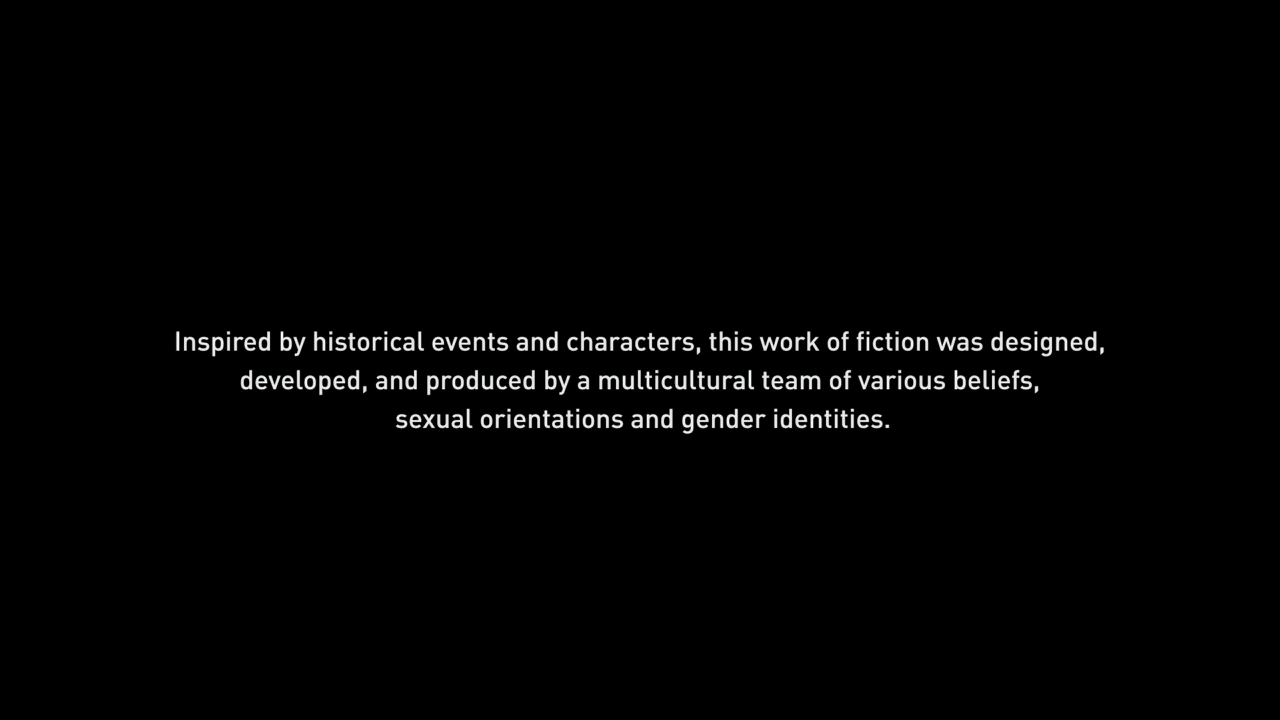 Inspired by historical events and characters, this work of fiction was designed,
developed, and produced by a multicultural team of various beliefs,
sexual orientations and gender identities.